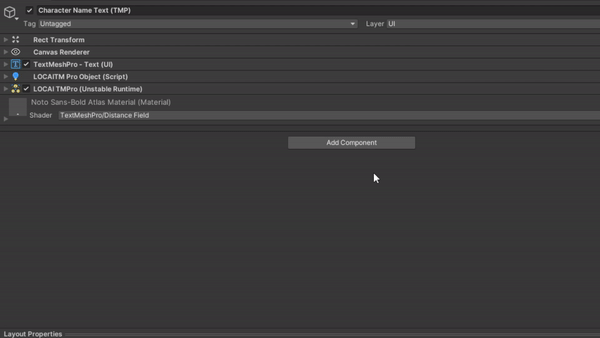 Character Name Text (TMP)
Tag Untagged Layer UI
Rect Transform
Canvas Renderer
TextMeshPro - Text (UI)
LOCAITM Pro Object (Script)
LOCAI TMPro (Unstable Runtime)
Noto Sans-Bold Atlas Material (Material)
Shader TextMeshPro/Distance Field
Add Component
Layout Properties